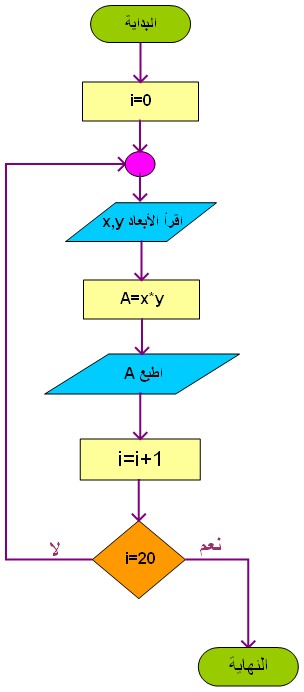 البداية
i=0
اقرأ الأبعاد x,y
A=x*y
اطبع A
i=i+1
i=20
لا
نعم
النهاية